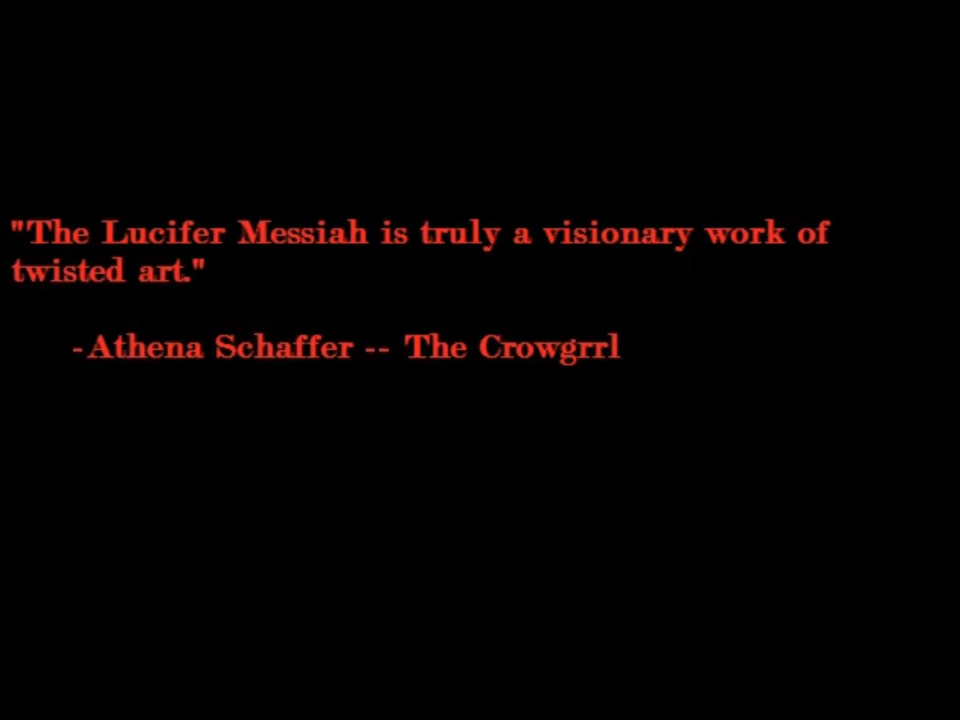 "The Lucifer Messiah is truly a visionary work of
twisted art."
-Athena Schaffer -- The Crowgrrl